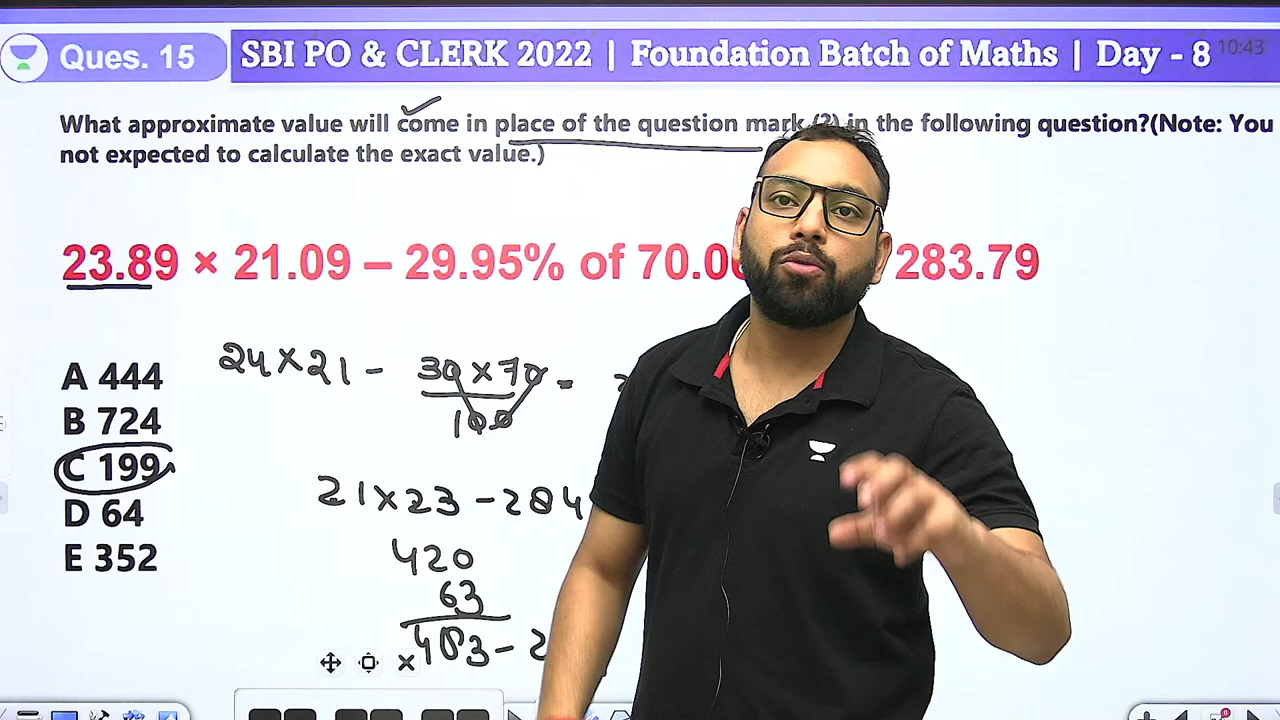 Ques. 15
SBI PO & CLERK 2022 | Foundation Batch of Maths | Day - 8
10:43
What approximate value will come in place of the question mark (?) in the following question?(Note: You
not expected to calculate the exact value.)
23.89 × 21.09 – 29.95% of 70.0 283.79
A 444
B 724
C 199
D 64
E 352
24×21 - 30×70 =
100
21×23 - 284
420
63
483 - 2